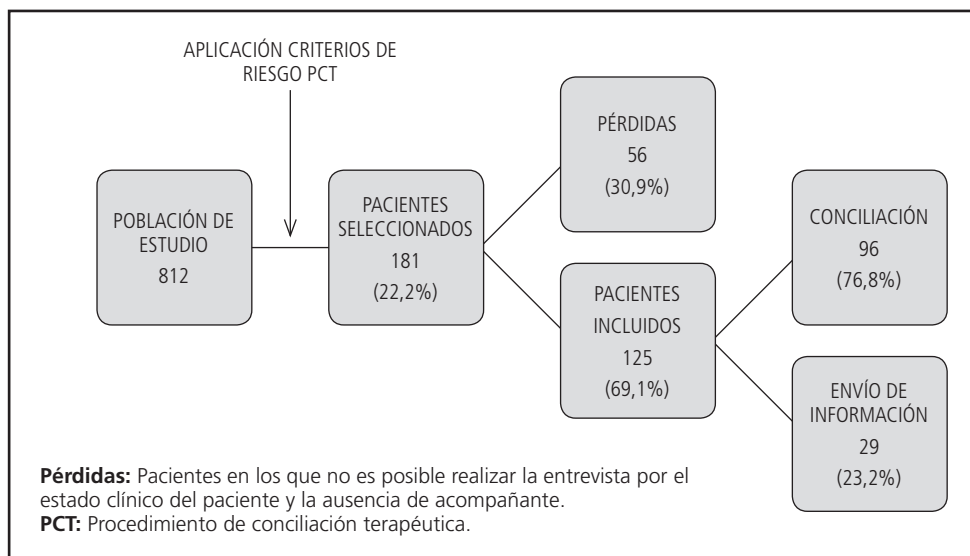 APLICACIÓN CRITERIOS DE
RIESGO PCT
POBLACIÓN DE
ESTUDIO
812
PACIENTES
SELECCIONADOS
181
(22,2%)
PÉRDIDAS
56
(30,9%)
PACIENTES
INCLUIDOS
125
(69,1%)
CONCILIACIÓN
96
(76,8%)
ENVÍO DE
INFORMACIÓN
29
(23,2%)
Pérdidas: Pacientes en los que no es posible realizar la entrevista por el
estado clínico del paciente y la ausencia de acompañante.
PCT: Procedimiento de conciliación terapéutica.